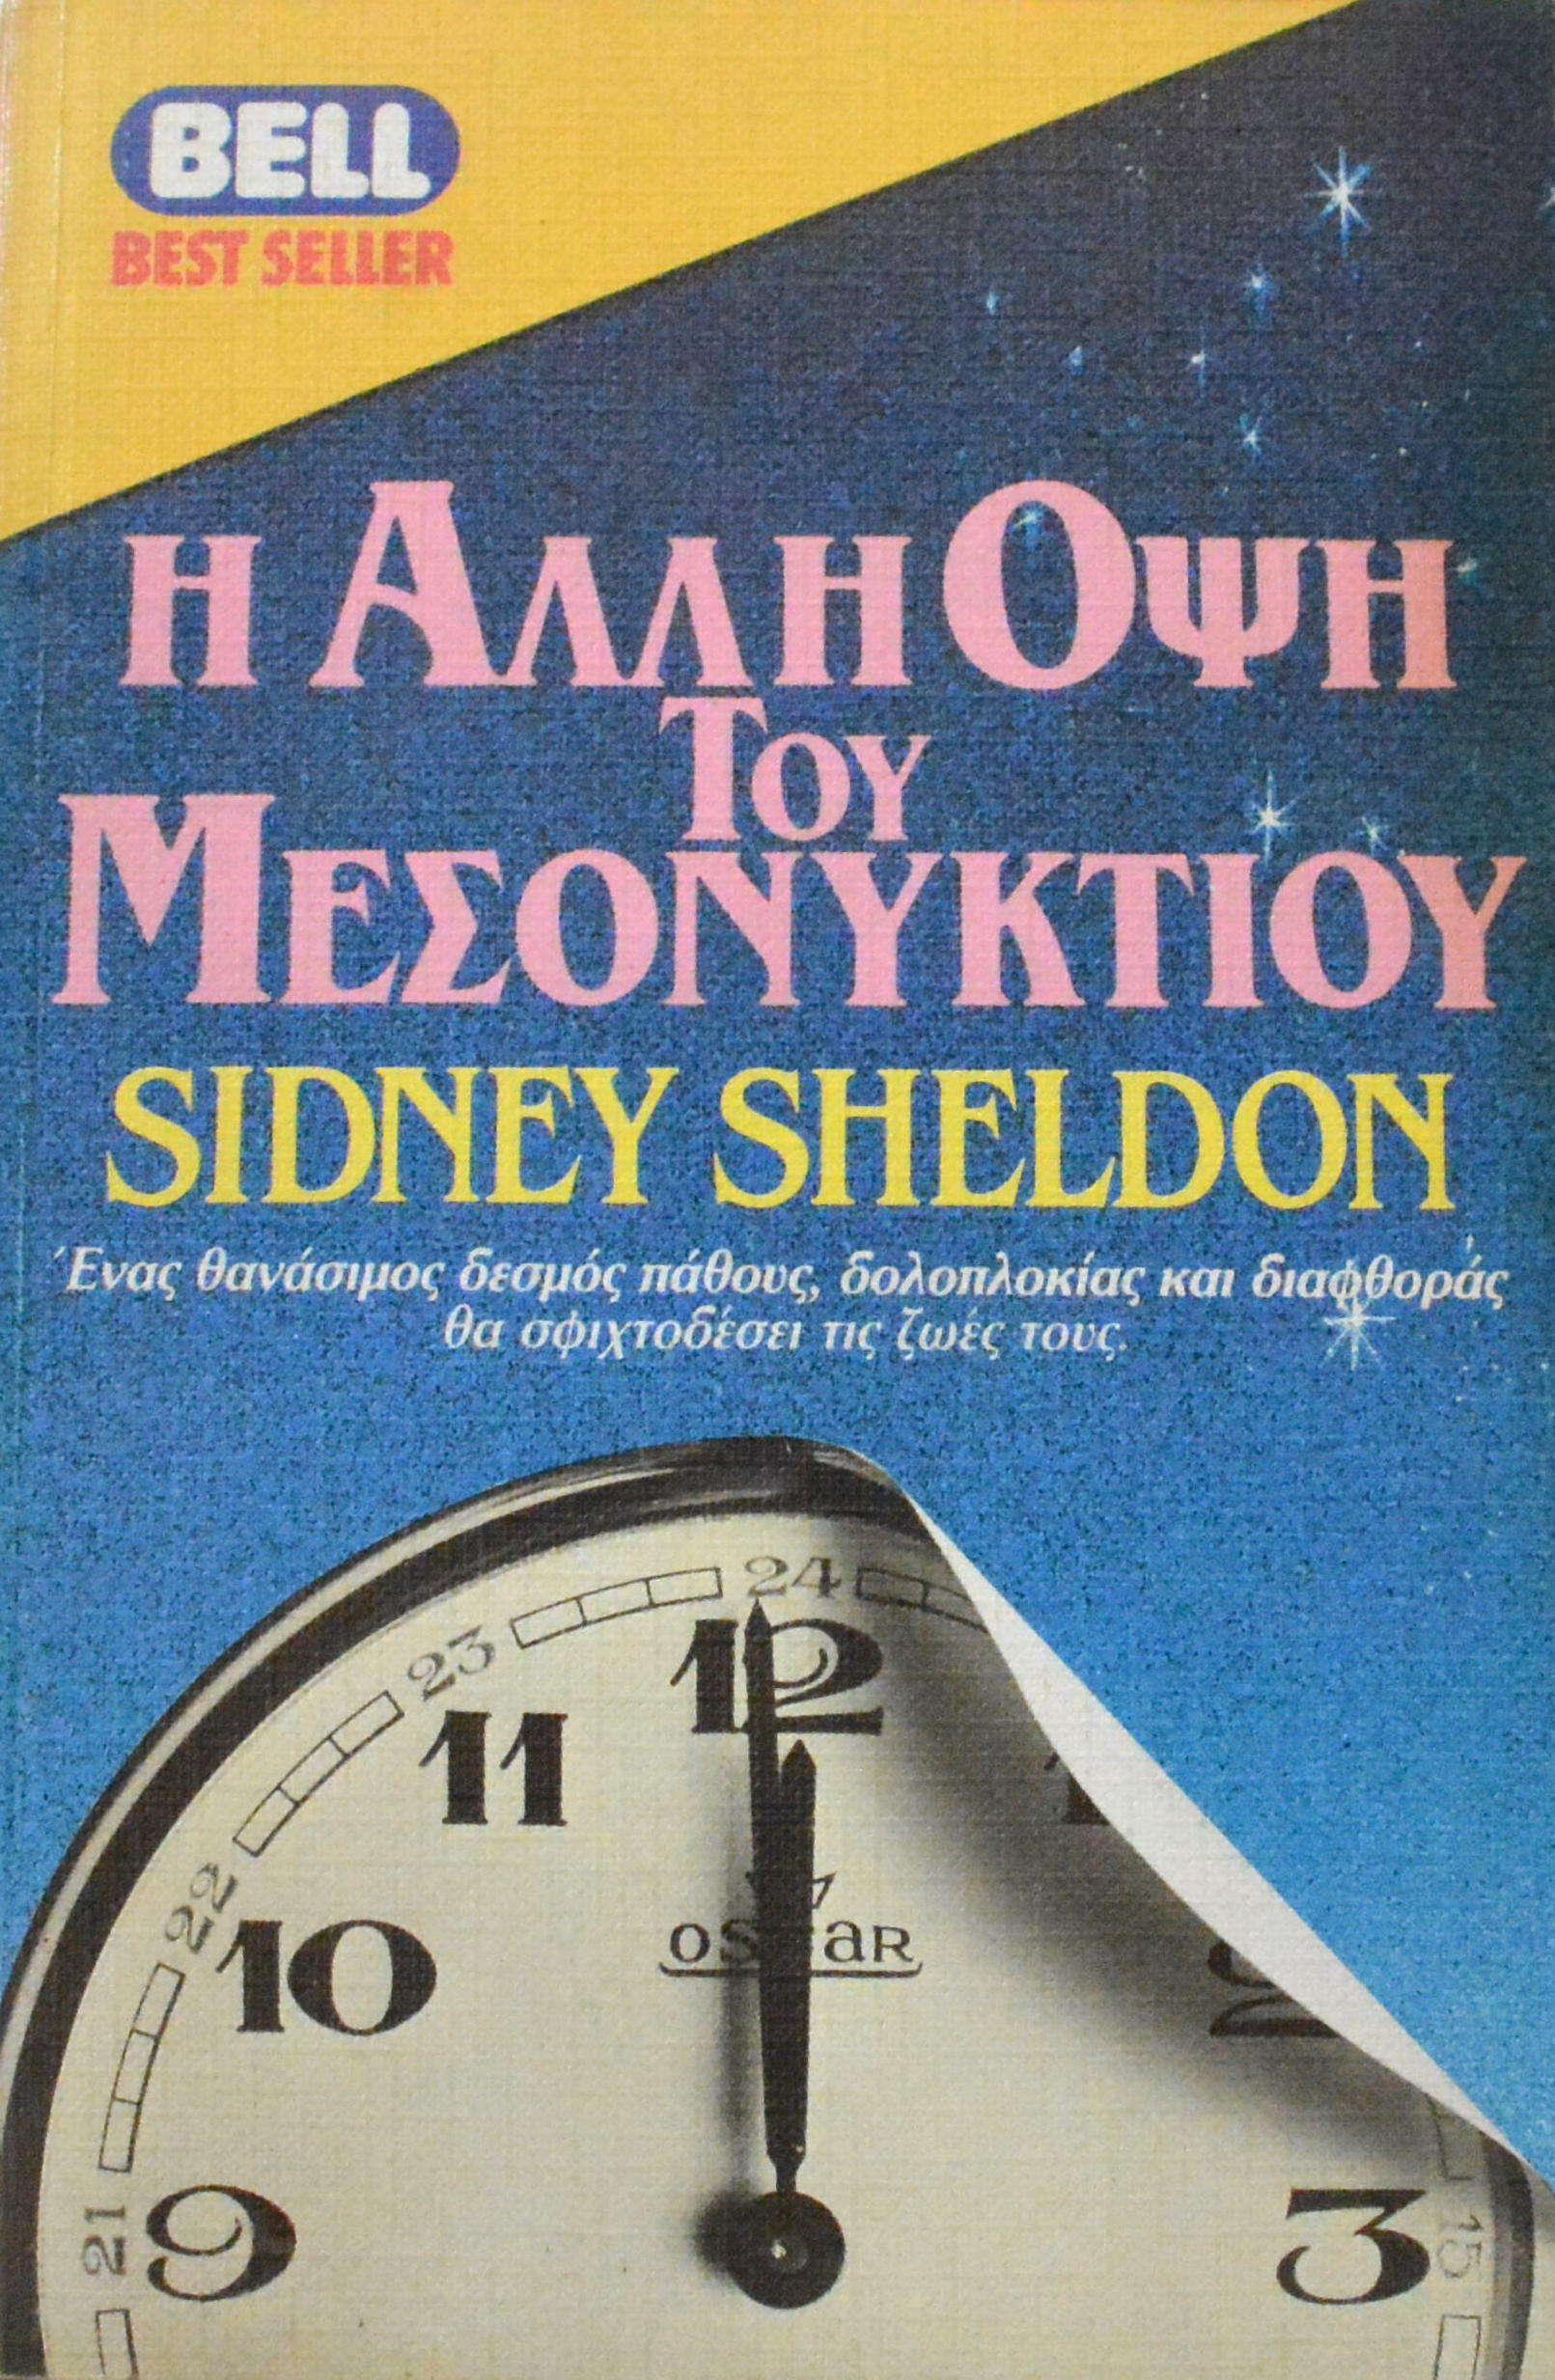 BELL
BEST SELLER
Η ΑΛΛΗ ΟΨΗ
ΤΟΥ
ΜΕΣΟΝΥΚΤΙΟΥ
SIDNEY SHELDON
Ένας θανάσιμος δεσμός πάθους, δολοπλοκίας και διαφθοράς
θα σφιχτοδέσει τις ζωές τους.
24
23
12
11
22
10
21
9
3
15